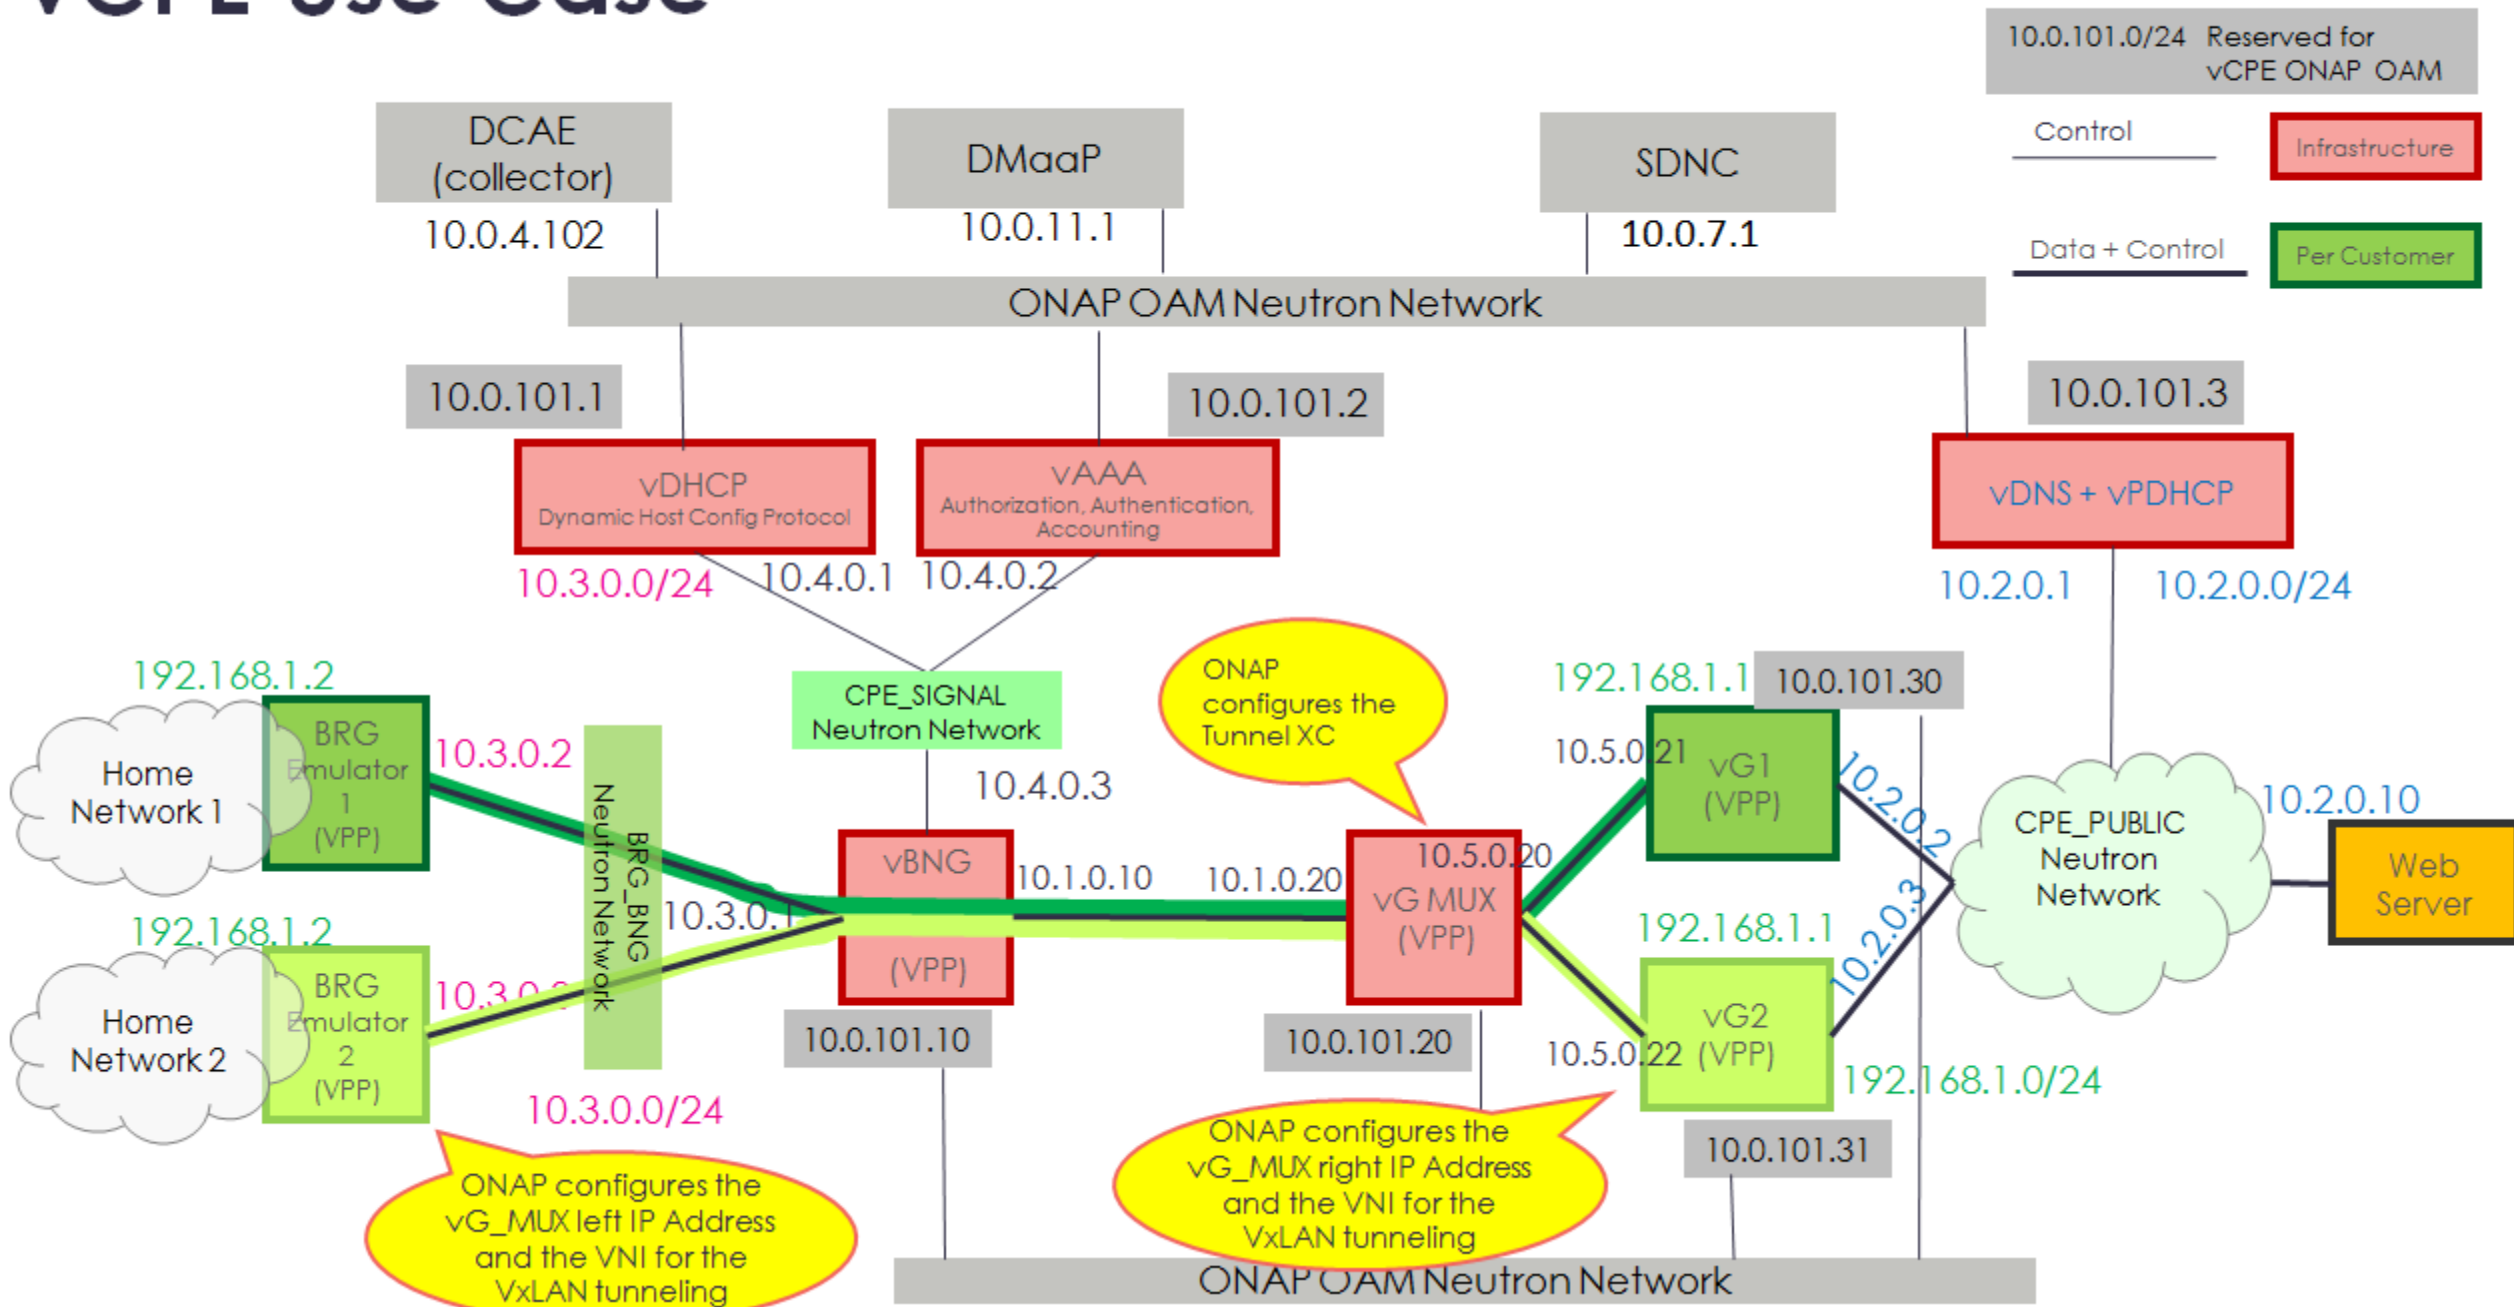 vCPE Use Case
10.0.101.0/24 Reserved for
vCPE ONAP OAM
Control
Infrastructure
Data + Control
Per Customer
DCAE
(collector)
10.0.4.102
DMaaP
10.0.11.1
SDNC
10.0.7.1
ONAP OAM Neutron Network
10.0.101.1
10.0.101.2
10.0.101.3
vDHCP
Dynamic Host Config Protocol
vAAA
Authorization, Authentication,
Accounting
vDNS + vPDHCP
10.3.0.0/24
10.4.0.1
10.4.0.2
10.2.0.1
10.2.0.0/24
192.168.1.2
Home
Network 1
BRG
Emulator
1
(VPP)
10.3.0.2
BRG_BNG
Neutron Network
CPE_SIGNAL
Neutron Network
10.4.0.3
ONAP
configures the
Tunnel XC
192.168.1.1
10.0.101.30
10.5.0.21
vG1
(VPP)
10.2.0.2
CPE_PUBLIC
Neutron
Network
10.2.0.10
Web
Server
vBNG
(VPP)
10.3.0.1
10.1.0.10
10.1.0.20
10.5.0.20
vG MUX
(VPP)
192.168.1.2
Home
Network 2
BRG
Emulator
2
(VPP)
192.168.1.1
10.2.0.3
vG2
(VPP)
10.5.0.22
192.168.1.0/24
10.0.101.10
10.0.101.20
10.3.0.0/24
10.0.101.31
ONAP configures the
vG_MUX left IP Address
and the VNI for the
VxLAN tunneling
ONAP configures the
vG_MUX right IP Address
and the VNI for the
VxLAN tunneling
ONAP OAM Neutron Network